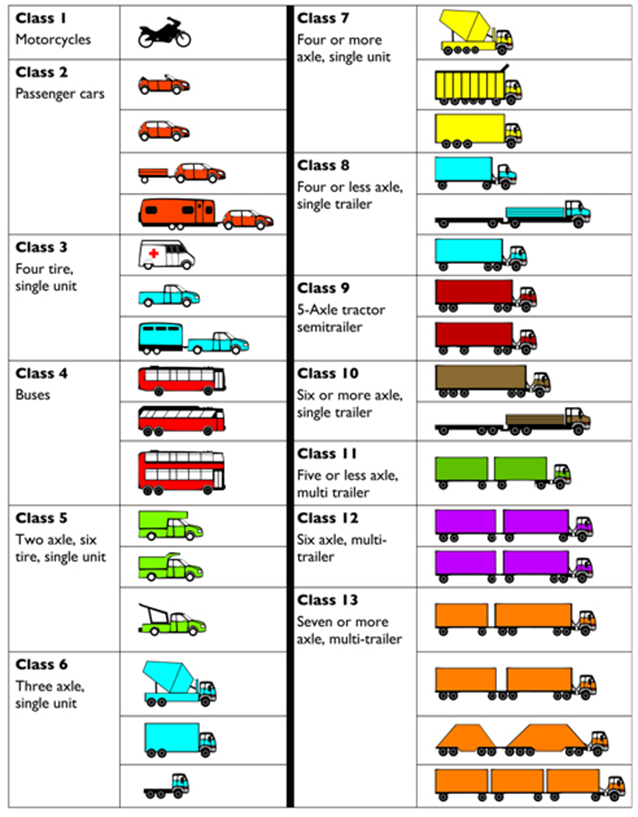 Class 1
Motorcycles
Class 2
Passenger cars
Class 3
Four tire,
single unit
Class 4
Buses
Class 5
Two axle, six
tire, single unit
Class 6
Three axle,
single unit
Class 7
Four or more
axle, single unit
Class 8
Four or less axle,
single trailer
Class 9
5-Axle tractor
semitrailer
Class 10
Six or more axle,
single trailer
Class 11
Five or less axle,
multi trailer
Class 12
Six axle, multi-
trailer
Class 13
Seven or more
axle, multi-trailer